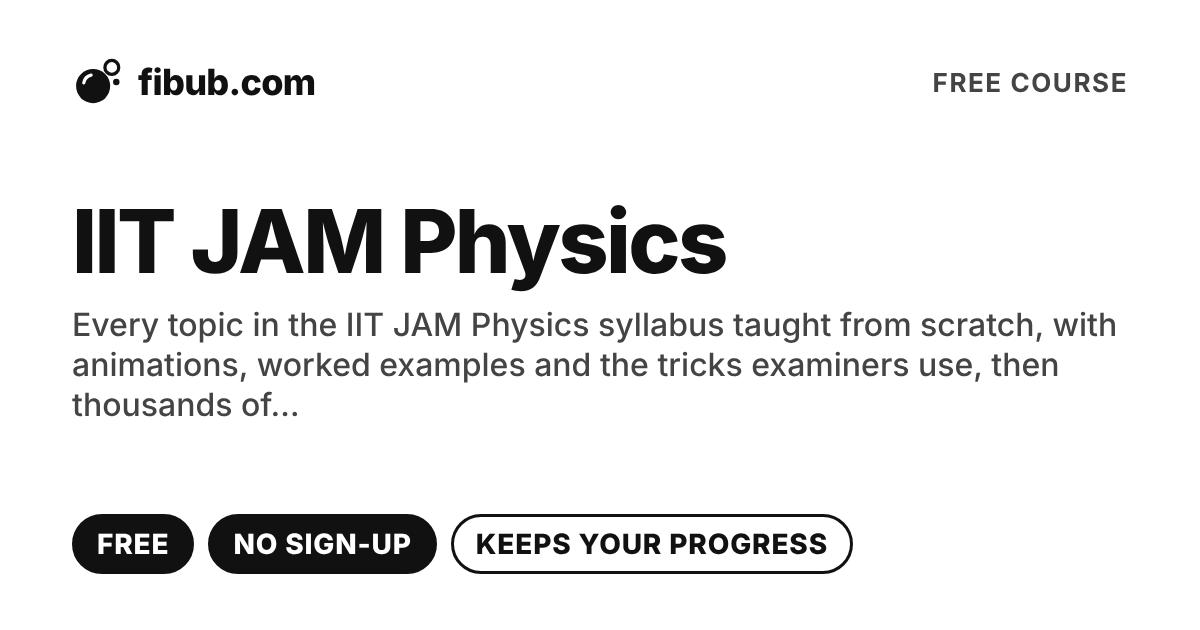 fibub.com
FREE COURSE
IIT JAM Physics
Every topic in the IIT JAM Physics syllabus taught from scratch, with
animations, worked examples and the tricks examiners use, then
thousands of...
FREE
NO SIGN-UP
KEEPS YOUR PROGRESS